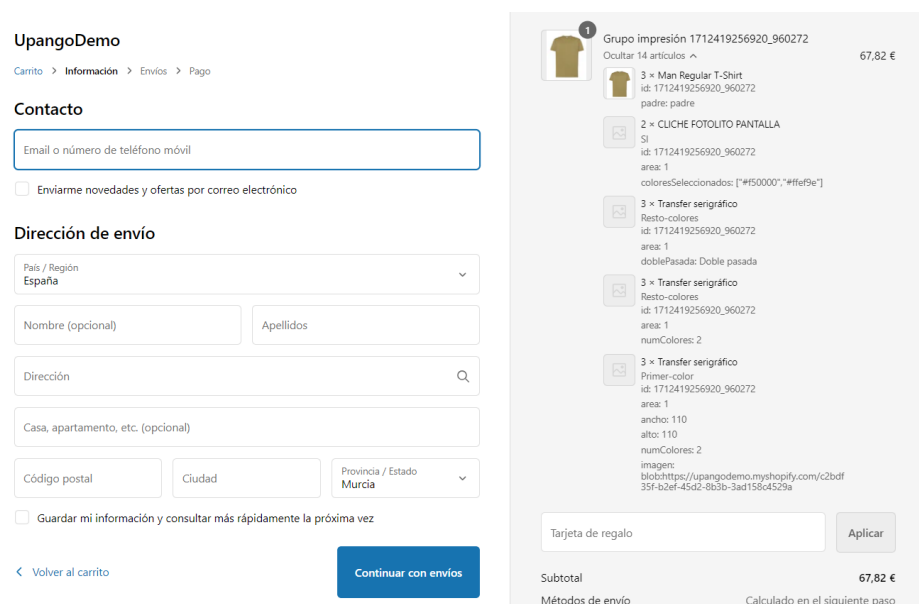 UpangoDemo
Carrito > Información > Envíos > Pago
Contacto
Email o número de teléfono móvil
Enviarme novedades y ofertas por correo electrónico
Dirección de envío
País / Región
España
Nombre (opcional)
Apellidos
Dirección
Casa, apartamento, etc. (opcional)
Código postal
Ciudad
Provincia / Estado
Murcia
Guardar mi información y consultar más rápidamente la próxima vez
< Volver al carrito
Continuar con envíos
1
Grupo impresión 1712419256920_960272
Ocultar 14 artículos
67,82 €
3 × Man Regular T-Shirt
id: 1712419256920_960272
padre: padre
2 × CLICHE FOTOLITO PANTALLA
SI
id: 1712419256920_960272
area: 1
coloresSeleccionados: ["#f50000","#ffef9e"]
3 × Transfer serigráfico
Resto-colores
id: 1712419256920_960272
area: 1
doblePasada: Doble pasada
3 × Transfer serigráfico
Resto-colores
id: 1712419256920_960272
area: 1
numColores: 2
3 × Transfer serigráfico
Primer-color
id: 1712419256920_960272
area: 1
ancho: 110
alto: 110
numColores: 2
imagen:
blob:https://upangodemo.myshopify.com/c2bdf
35f-b2ef-45d2-8b3b-3ad158c4529a
Tarjeta de regalo
Aplicar
Subtotal
67,82 €
Métodos de envío
Calculado en el siguiente paso